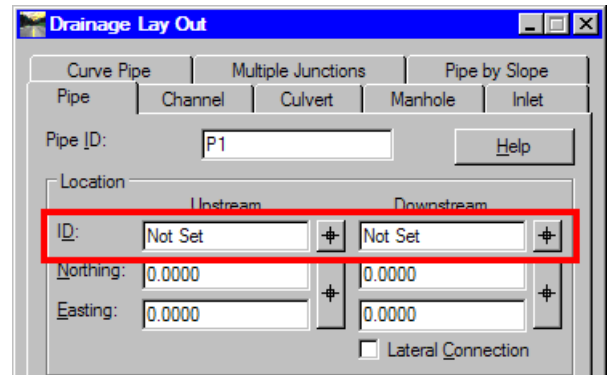 Drainage Lay Out
Curve Pipe Multiple Junctions Pipe by Slope
Pipe Channel Culvert Manhole Inlet
Pipe ID: P1 Help
Location
Upstream Downstream
ID: Not Set Not Set
Northing: 0.0000 0.0000
Easting: 0.0000 0.0000
Lateral Connection